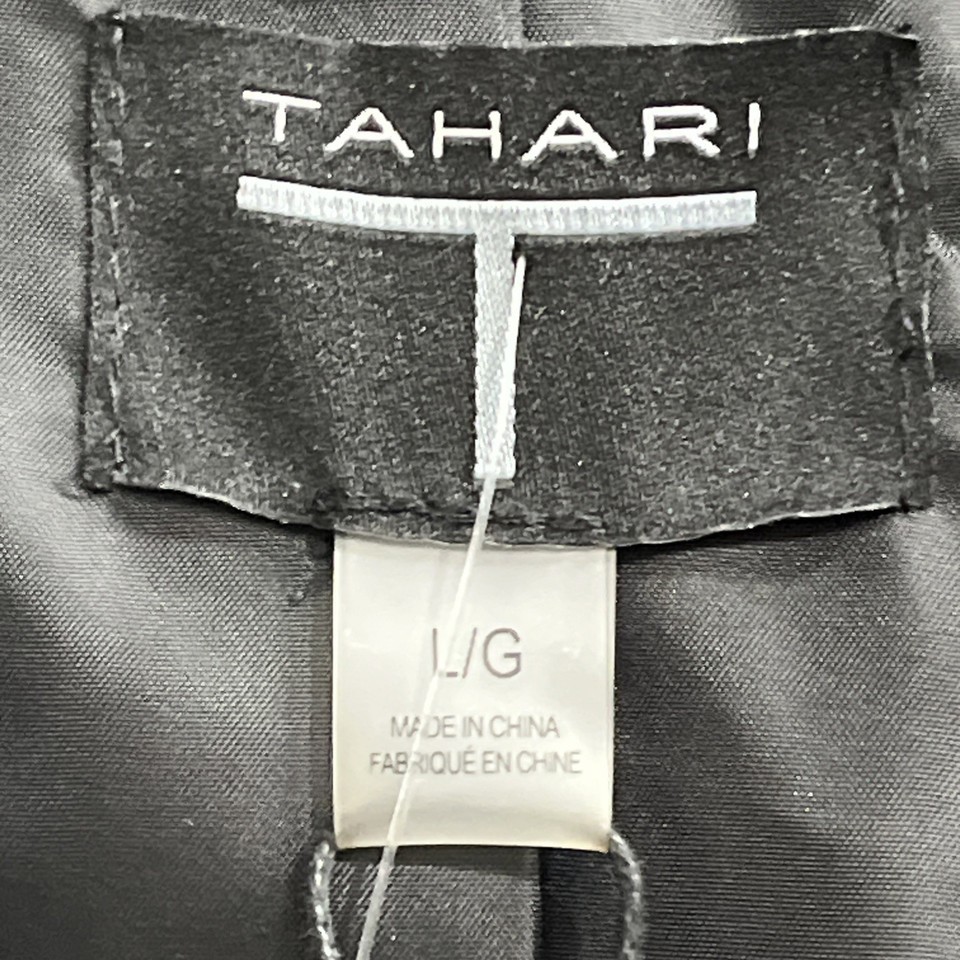 TAHARI
T
L/G
MADE IN CHINA
FABRIQUÉ EN CHINE